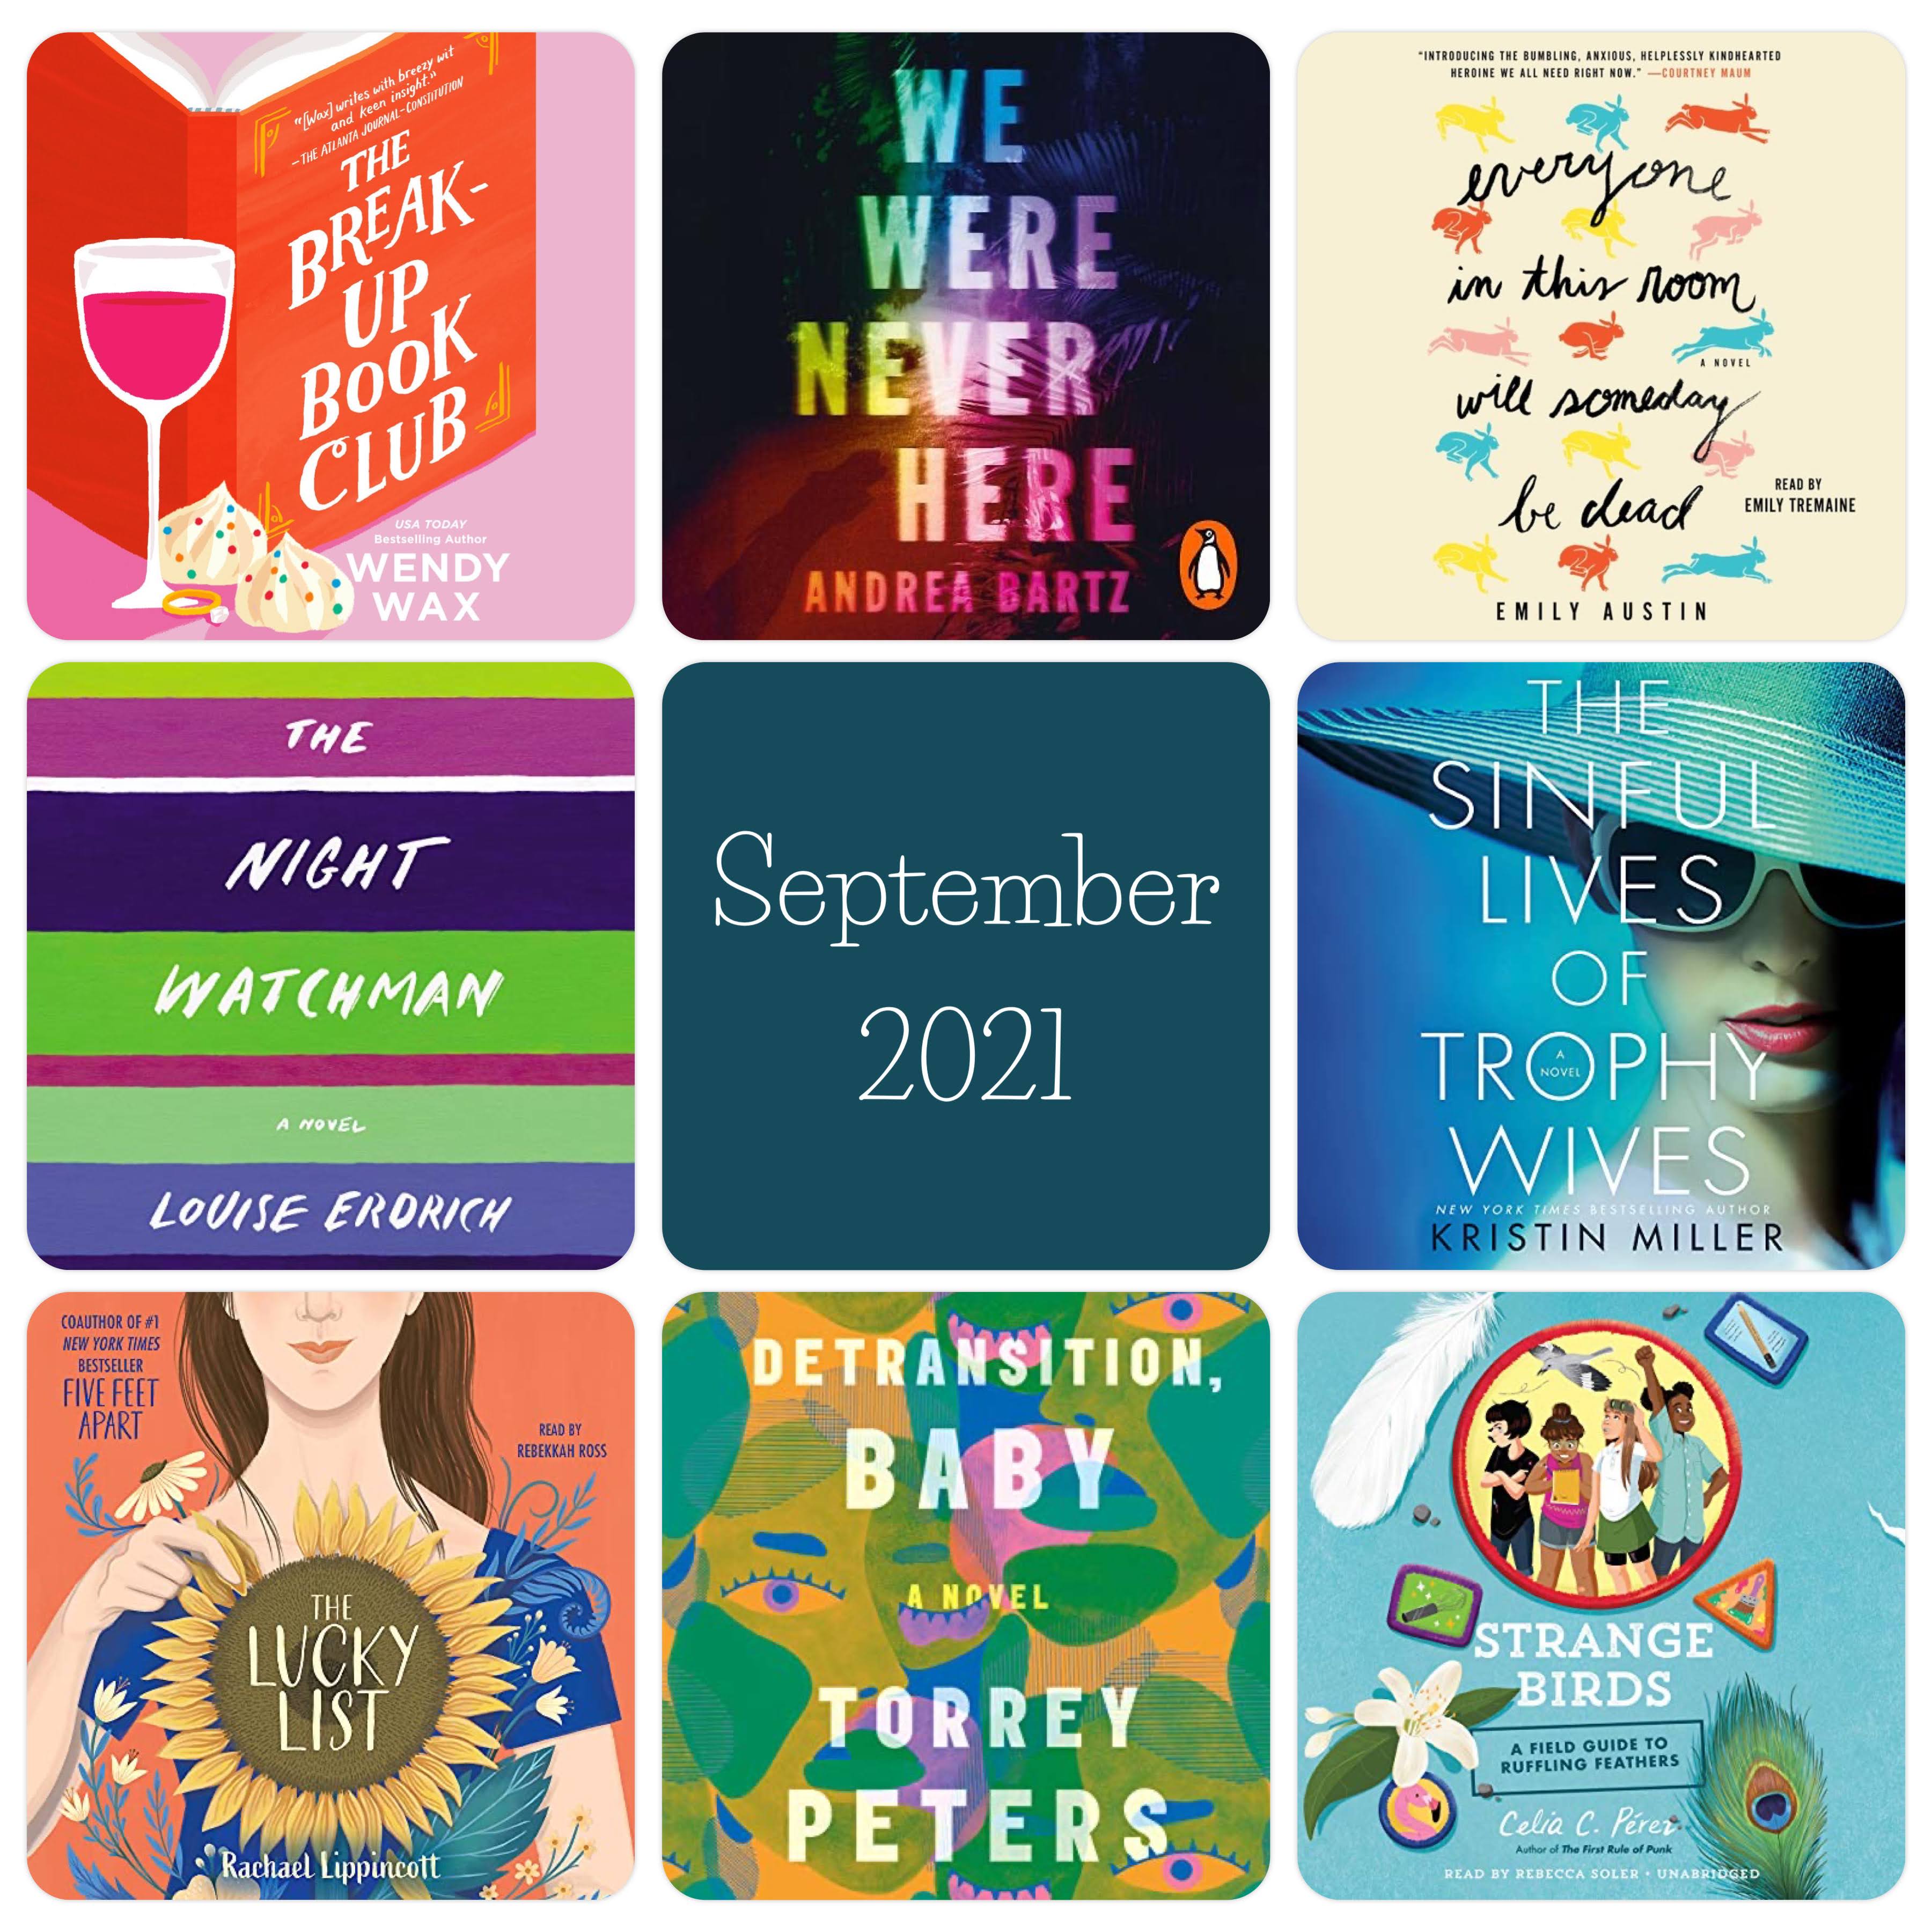 "[Wax] writes with breezy wit
and keen insight."
—THE ATLANTA JOURNAL-CONSTITUTION
THE
BREAK-
UP
BOOK
CLUB
USA TODAY
Bestselling Author
WENDY
WAX
WE
WERE
NEVER
HERE
ANDREA BARTZ
"INTRODUCING THE BUMBLING, ANXIOUS, HELPLESSLY KINDHEARTED
HEROINE WE ALL NEED RIGHT NOW." —COURTNEY MAUM
everyone
in this room
A NOVEL
will someday
be dead
READ BY
EMILY TREMAINE
EMILY AUSTIN
THE
NIGHT
WATCHMAN
A NOVEL
LOUISE ERDRICH
September
2021
THE
SINFUL
LIVES
OF
TROPHY
A
NOVEL
WIVES
NEW YORK TIMES BESTSELLING AUTHOR
KRISTIN MILLER
COAUTHOR OF #1
NEW YORK TIMES
BESTSELLER
FIVE FEET
APART
READ BY
REBEKKAH ROSS
THE
LUCKY
LIST
Rachael Lippincott
DETRANSITION,
BABY
A NOVEL
TORREY
PETERS
STRANGE
BIRDS
A FIELD GUIDE TO
RUFFLING FEATHERS
Celia C. Pérez
Author of The First Rule of Punk
READ BY REBECCA SOLER • UNABRIDGED